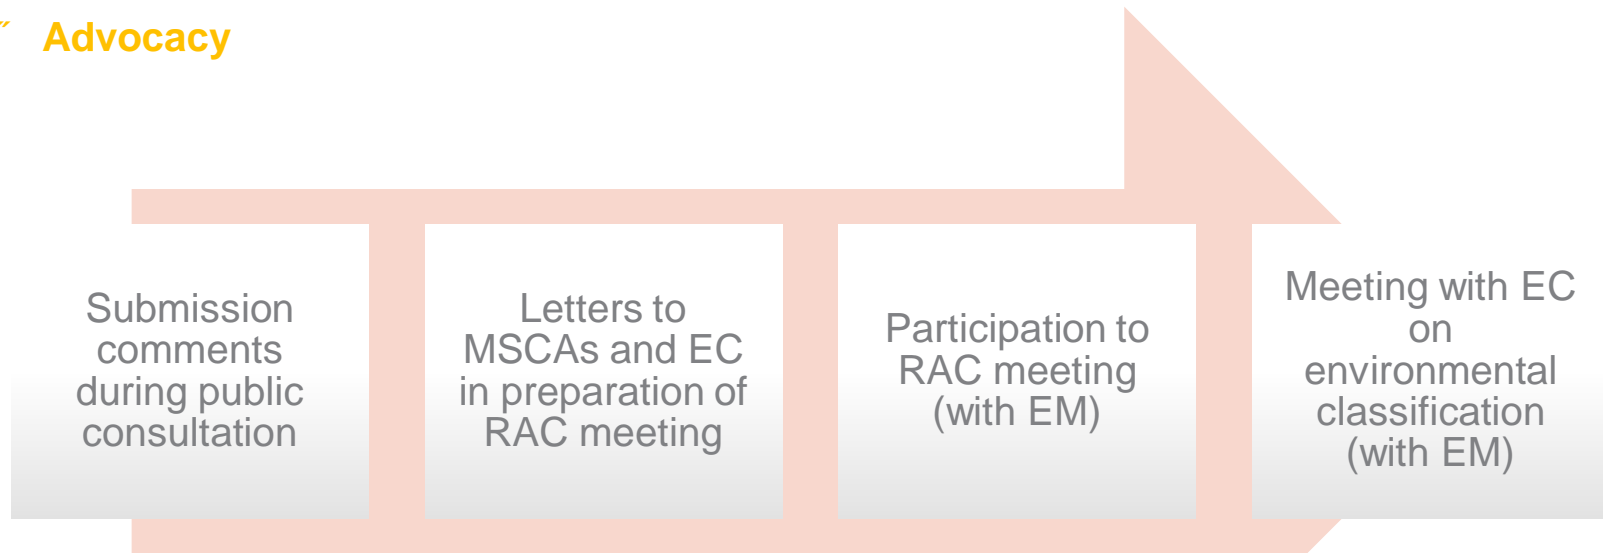 ˝ Advocacy
Submission
comments
during public
consultation
Letters to
MSCAs and EC
in preparation of
RAC meeting
Participation to
RAC meeting
(with EM)
Meeting with EC
on
environmental
classification
(with EM)